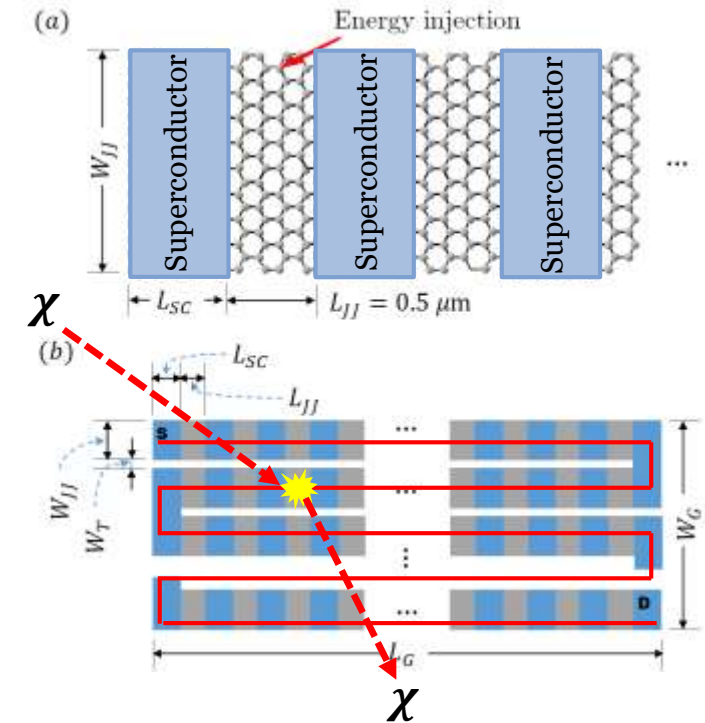 (a)
Energy injection
W_JJ
Superconductor
Superconductor
Superconductor
...
L_SC
L_JJ = 0.5 μm
χ
(b)
L_SC
L_JJ
S
...
W_JJ
W_T
...
W_G
...
...
D
L_G
χ